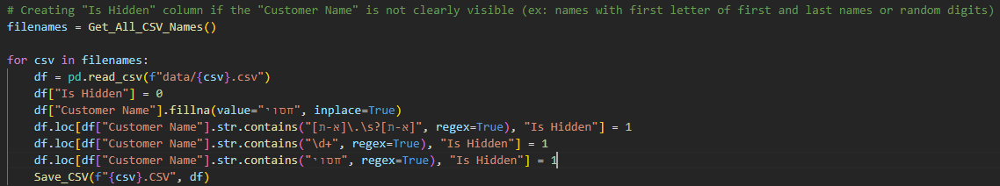 # Creating "Is Hidden" column if the "Customer Name" is not clearly visible (ex: names with first letter of first and last names or random digits)
filenames = Get_All_CSV_Names()
for csv in filenames:
df = pd.read_csv(f"data/{csv}.csv")
df["Is Hidden"] = 0
df["Customer Name"].fillna(value="חסוי", inplace=True)
df.loc[df["Customer Name"].str.contains("[א-ת]\.\s?[א-ת]", regex=True), "Is Hidden"] = 1
df.loc[df["Customer Name"].str.contains("\d+", regex=True), "Is Hidden"] = 1
df.loc[df["Customer Name"].str.contains("חסוי", regex=True), "Is Hidden"] = 1
Save_CSV(f"{csv}.CSV", df)